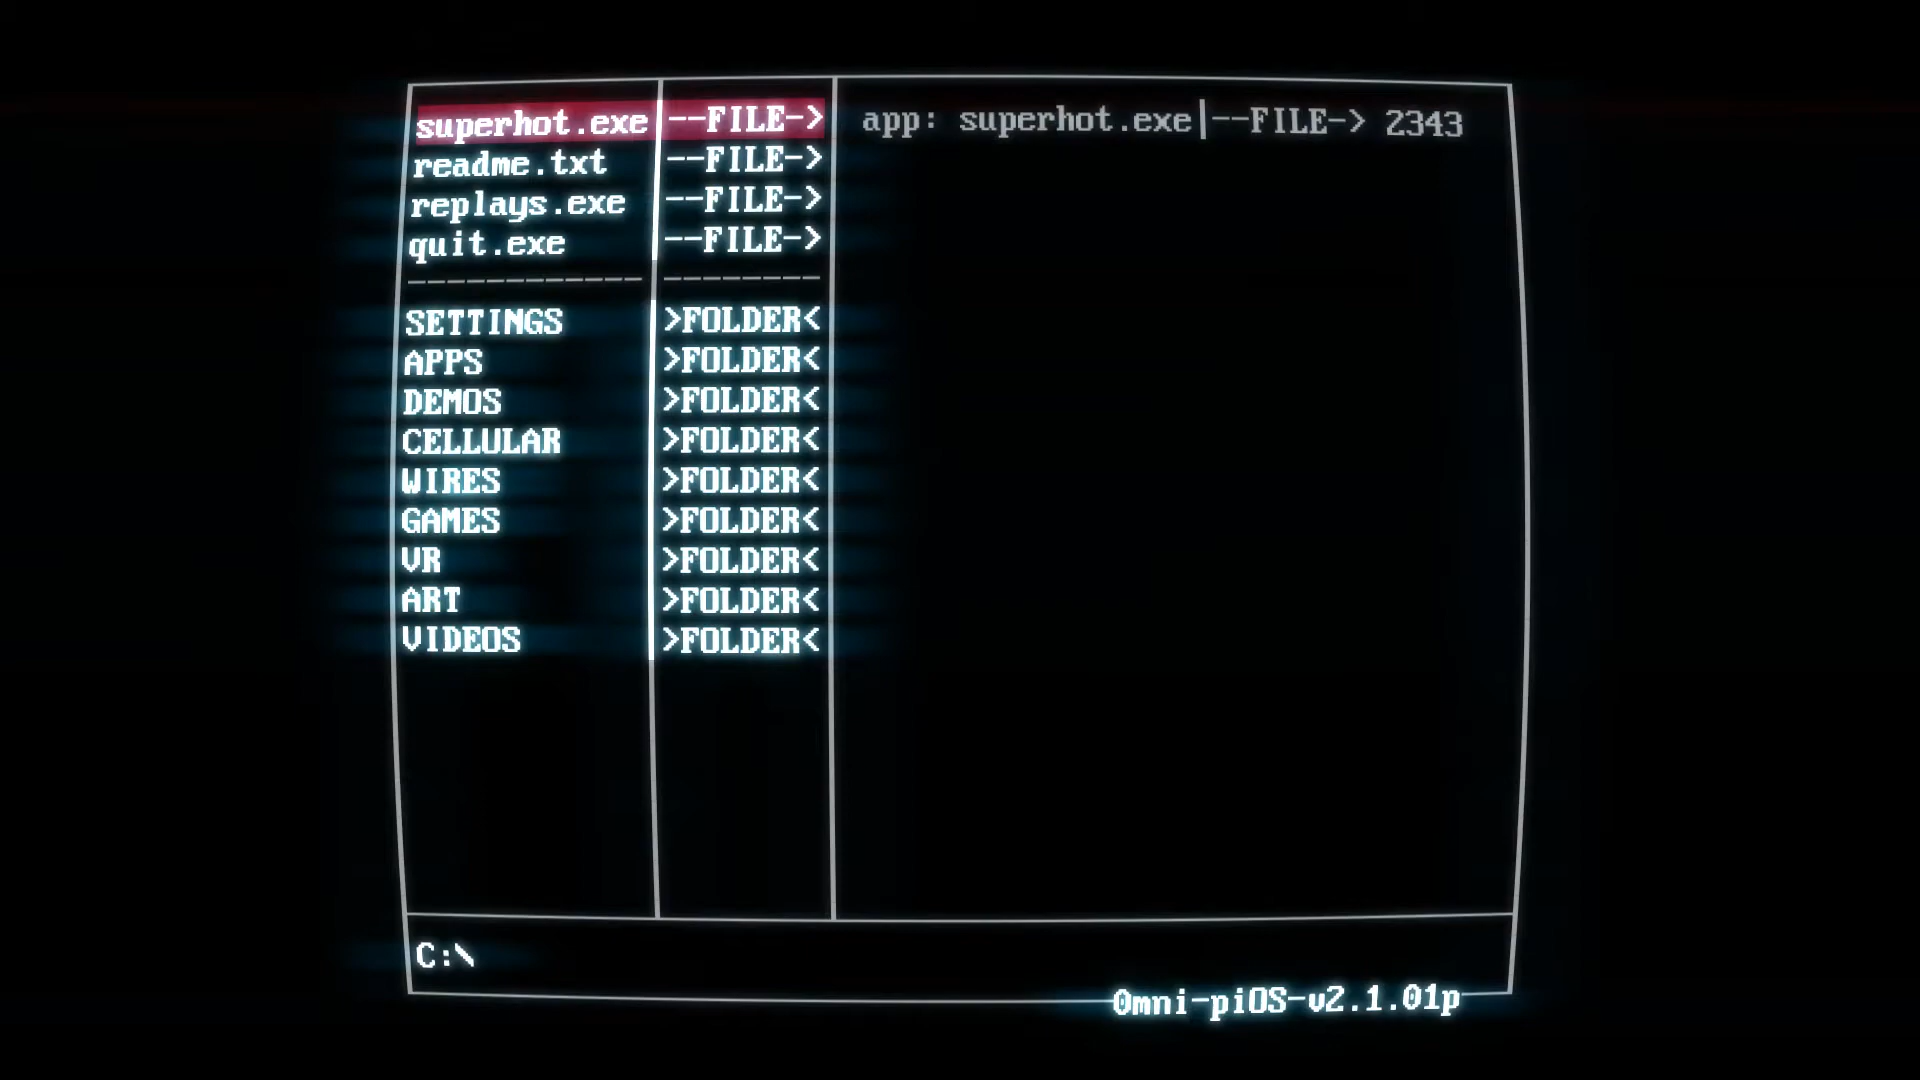 superhot.exe|--FILE-> app: superhot.exe|--FILE-> 2343
readme.txt |--FILE->
replays.exe |--FILE->
quit.exe |--FILE->
------------ --------
SETTINGS |>FOLDER<
APPS |>FOLDER<
DEMOS |>FOLDER<
CELLULAR |>FOLDER<
WIRES |>FOLDER<
GAMES |>FOLDER<
VR |>FOLDER<
ART |>FOLDER<
VIDEOS |>FOLDER<
C:\
0mni-piOS-v2.1.01p